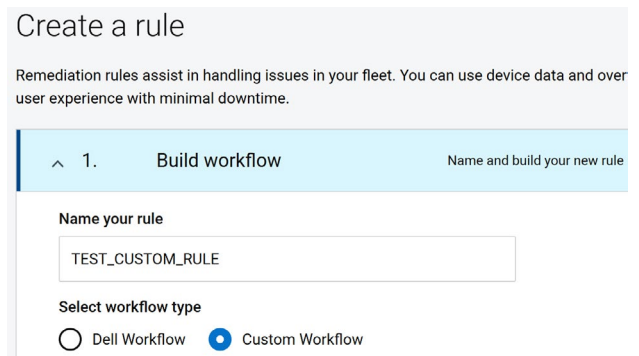 Create a rule
Remediation rules assist in handling issues in your fleet. You can use device data and over
user experience with minimal downtime.
1. Build workflow Name and build your new rule
Name your rule
TEST_CUSTOM_RULE
Select workflow type
Dell Workflow Custom Workflow